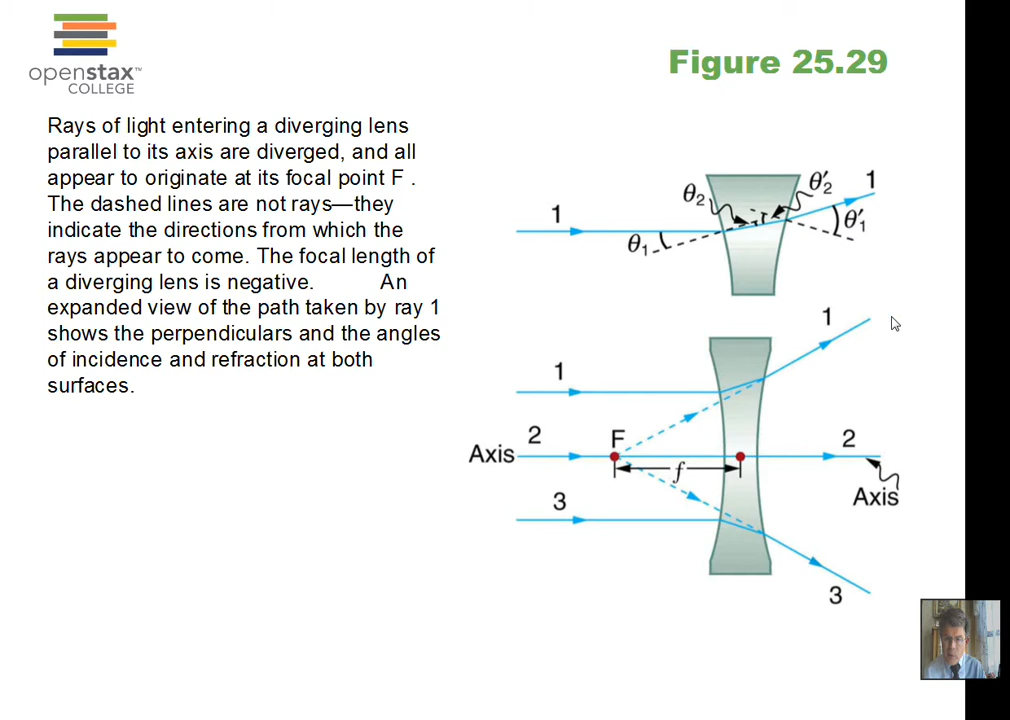 openstax™
COLLEGE
Figure 25.29
Rays of light entering a diverging lens
parallel to its axis are diverged, and all
appear to originate at its focal point F .
The dashed lines are not rays—they
indicate the directions from which the
rays appear to come. The focal length of
a diverging lens is negative. An
expanded view of the path taken by ray 1
shows the perpendiculars and the angles
of incidence and refraction at both
surfaces.
θ₂ θ′₂ 1
1
θ₁ θ′₁
1
1
2 F 2
Axis
f
3 Axis
3